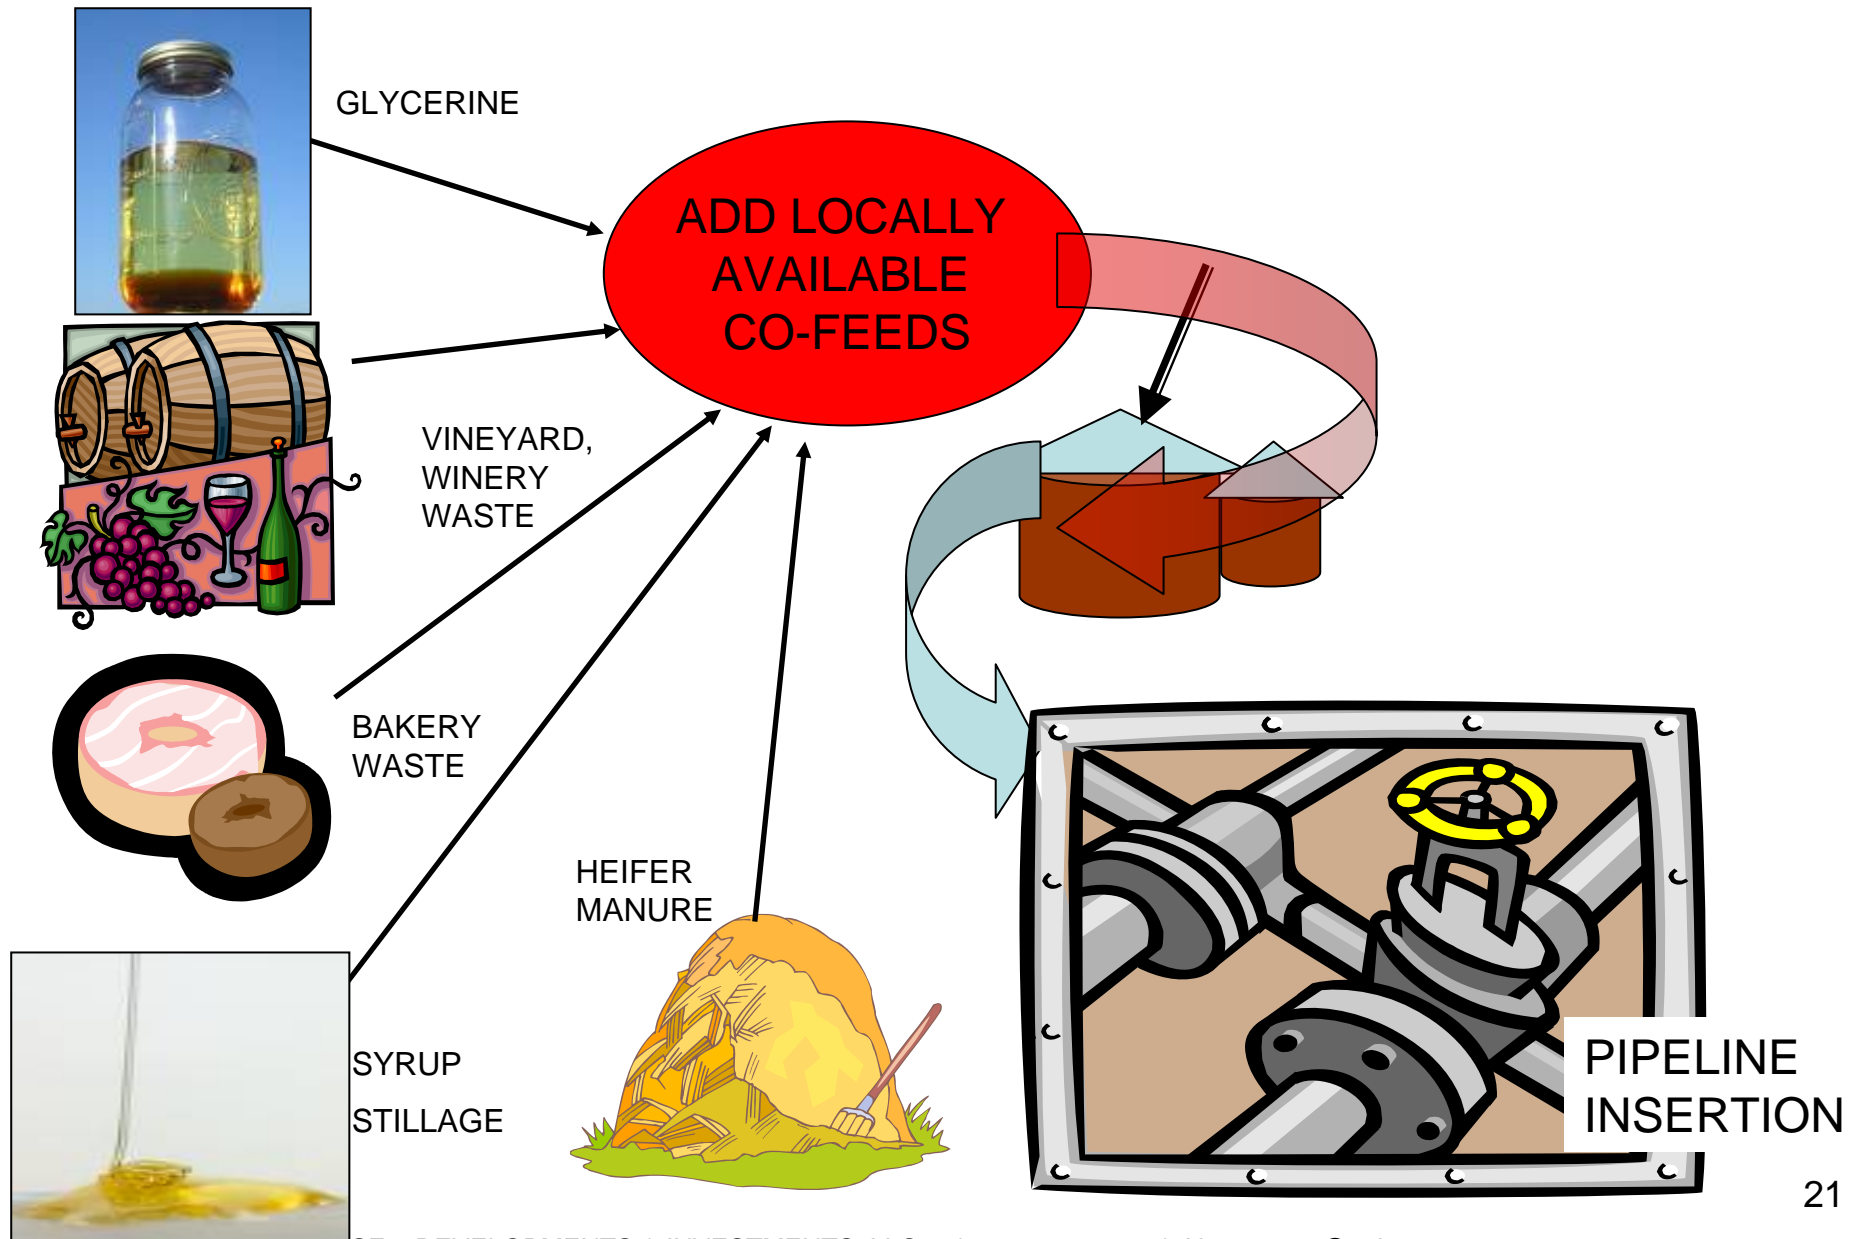 GLYCERINE
ADD LOCALLY
AVAILABLE
CO-FEEDS
VINEYARD,
WINERY
WASTE
BAKERY
WASTE
HEIFER
MANURE
SYRUP
STILLAGE
PIPELINE
INSERTION
21